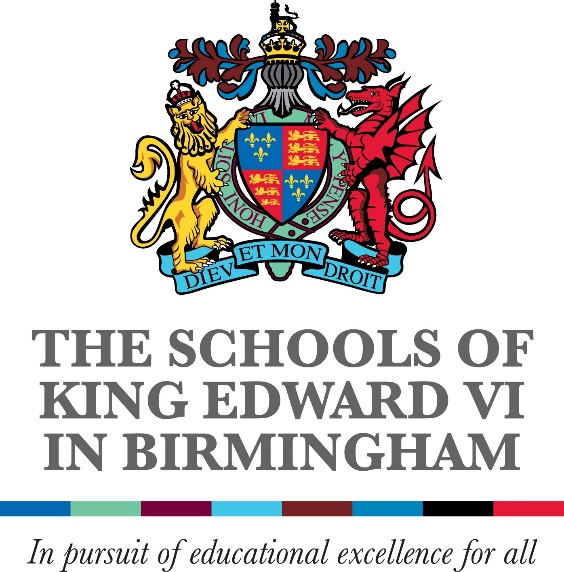 HONI SOIT Y PENSE
DIEV ET MON DROIT
THE SCHOOLS OF
KING EDWARD VI
IN BIRMINGHAM
In pursuit of educational excellence for all